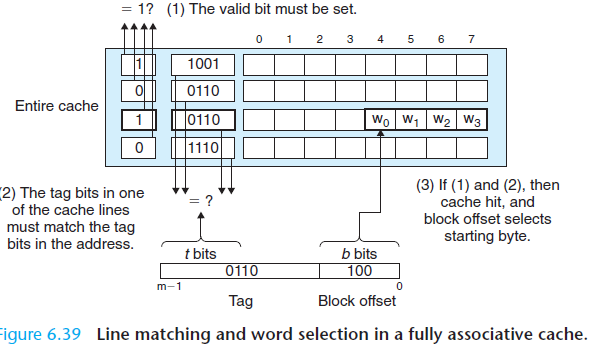 = 1? (1) The valid bit must be set.
0 1 2 3 4 5 6 7
1 1001
0 0110
Entire cache
1 0110 w0 w1 w2 w3
0 1110
(2) The tag bits in one
of the cache lines
must match the tag
bits in the address.
= ?
(3) If (1) and (2), then
cache hit, and
block offset selects
starting byte.
t bits b bits
0110 100
m−1 0
Tag Block offset
Figure 6.39 Line matching and word selection in a fully associative cache.